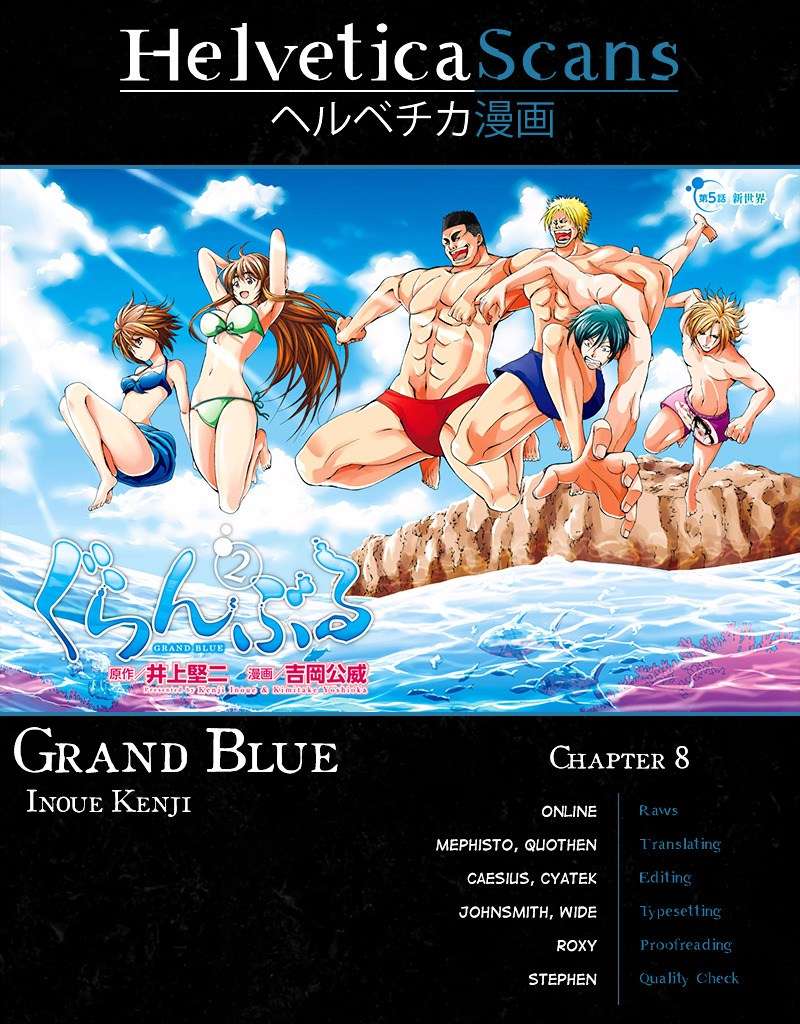 HelveticaScans
ヘルベチカ漫画
第5話 新世界
2
ぐらんぶる
GRAND BLUE
原作/井上堅二 漫画/吉岡公威
Presented by Kenji Inoue & Kimitake Yoshioka
GRAND BLUE
INOUE KENJI
CHAPTER 8
ONLINE Raws
MEPHISTO, QUOTHEN Translating
CAESIUS, CYATEK Editing
JOHNSMITH, WIDE Typesetting
ROXY Proofreading
STEPHEN Quality Check